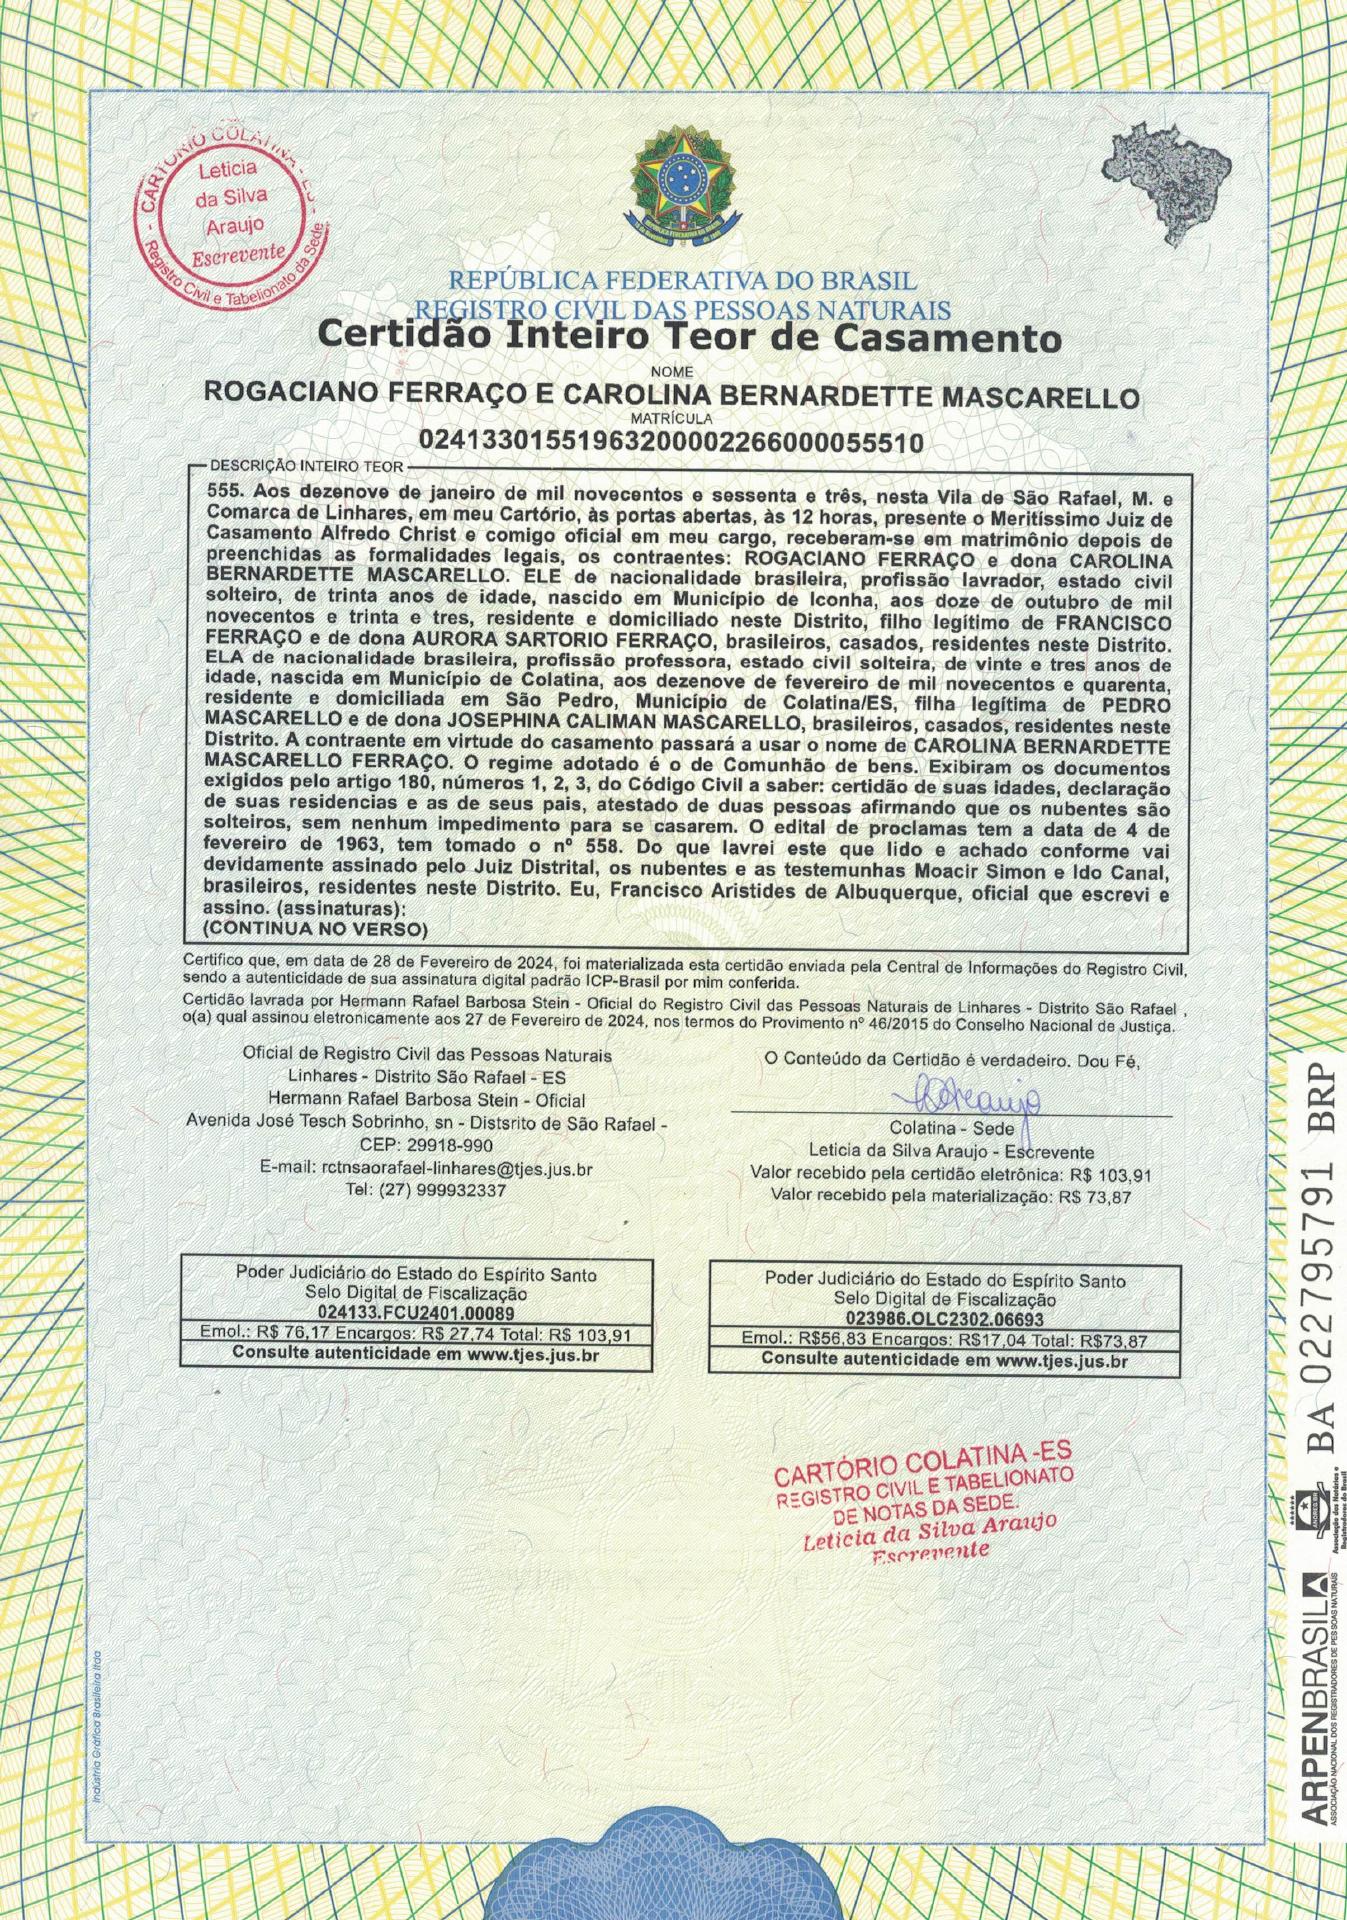 CARTÓRIO COLATINA - ES -
Leticia
da Silva
Araujo
Escrevente
Registro Civil e Tabelionato da Sede
REPÚBLICA FEDERATIVA DO BRASIL
REGISTRO CIVIL DAS PESSOAS NATURAIS
Certidão Inteiro Teor de Casamento
NOME
ROGACIANO FERRAÇO E CAROLINA BERNARDETTE MASCARELLO
MATRÍCULA
02413301551963200002266000055510
DESCRIÇÃO INTEIRO TEOR
555. Aos dezenove de janeiro de mil novecentos e sessenta e três, nesta Vila de São Rafael, M. e
Comarca de Linhares, em meu Cartório, às portas abertas, às 12 horas, presente o Meritíssimo Juiz de
Casamento Alfredo Christ e comigo oficial em meu cargo, receberam-se em matrimônio depois de
preenchidas as formalidades legais, os contraentes: ROGACIANO FERRAÇO e dona CAROLINA
BERNARDETTE MASCARELLO. ELE de nacionalidade brasileira, profissão lavrador, estado civil
solteiro, de trinta anos de idade, nascido em Município de Iconha, aos doze de outubro de mil
novecentos e trinta e tres, residente e domiciliado neste Distrito, filho legítimo de FRANCISCO
FERRAÇO e de dona AURORA SARTORIO FERRAÇO, brasileiros, casados, residentes neste Distrito.
ELA de nacionalidade brasileira, profissão professora, estado civil solteira, de vinte e tres anos de
idade, nascida em Município de Colatina, aos dezenove de fevereiro de mil novecentos e quarenta,
residente e domiciliada em São Pedro, Município de Colatina/ES, filha legítima de PEDRO
MASCARELLO e de dona JOSEPHINA CALIMAN MASCARELLO, brasileiros, casados, residentes neste
Distrito. A contraente em virtude do casamento passará a usar o nome de CAROLINA BERNARDETTE
MASCARELLO FERRAÇO. O regime adotado é o de Comunhão de bens. Exibiram os documentos
exigidos pelo artigo 180, números 1, 2, 3, do Código Civil a saber: certidão de suas idades, declaração
de suas residencias e as de seus pais, atestado de duas pessoas afirmando que os nubentes são
solteiros, sem nenhum impedimento para se casarem. O edital de proclamas tem a data de 4 de
fevereiro de 1963, tem tomado o nº 558. Do que lavrei este que lido e achado conforme vai
devidamente assinado pelo Juiz Distrital, os nubentes e as testemunhas Moacir Simon e Ido Canal,
brasileiros, residentes neste Distrito. Eu, Francisco Aristides de Albuquerque, oficial que escrevi e
assino. (assinaturas):
(CONTINUA NO VERSO)
Certifico que, em data de 28 de Fevereiro de 2024, foi materializada esta certidão enviada pela Central de Informações do Registro Civil,
sendo a autenticidade de sua assinatura digital padrão ICP-Brasil por mim conferida.
Certidão lavrada por Hermann Rafael Barbosa Stein - Oficial do Registro Civil das Pessoas Naturais de Linhares - Distrito São Rafael ,
o(a) qual assinou eletronicamente aos 27 de Fevereiro de 2024, nos termos do Provimento nº 46/2015 do Conselho Nacional de Justiça.
Oficial de Registro Civil das Pessoas Naturais
Linhares - Distrito São Rafael - ES
Hermann Rafael Barbosa Stein - Oficial
Avenida José Tesch Sobrinho, sn - Distsrito de São Rafael -
CEP: 29918-990
E-mail: rctnsaorafael-linhares@tjes.jus.br
Tel: (27) 999932337
O Conteúdo da Certidão é verdadeiro. Dou Fé,
Colatina - Sede
Leticia da Silva Araujo - Escrevente
Valor recebido pela certidão eletrônica: R$ 103,91
Valor recebido pela materialização: R$ 73,87
Poder Judiciário do Estado do Espírito Santo
Selo Digital de Fiscalização
024133.FCU2401.00089
Emol.: R$ 76,17 Encargos: R$ 27,74 Total: R$ 103,91
Consulte autenticidade em www.tjes.jus.br
Poder Judiciário do Estado do Espírito Santo
Selo Digital de Fiscalização
023986.OLC2302.06693
Emol.: R$56,83 Encargos: R$17,04 Total: R$73,87
Consulte autenticidade em www.tjes.jus.br
CARTÓRIO COLATINA -ES
REGISTRO CIVIL E TABELIONATO
DE NOTAS DA SEDE.
Leticia da Silva Araujo
Escrevente
BA 022795791 BRP
Associação dos Notários e
Registradores do Brasil
ARPENBRASIL
ASSOCIAÇÃO NACIONAL DOS REGISTRADORES DE PESSOAS NATURAIS
Indústria Gráfica Brasileira ltda